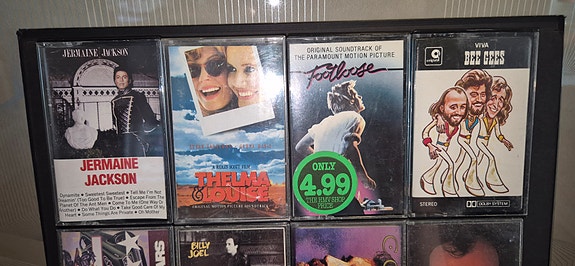 JERMAINE JACKSON
JERMAINE
JACKSON
Dynamite • Sweetest Sweetest • Tell Me I'm Not
Dreamin' (Too Good To Be True) • Escape From The
Planet Of The Ant Men • Come To Me (One Way Or
Another) • Do What You Do • Take Good Care Of My
Heart • Some Things Are Private • Oh Mother
THELMA
& LOUISE
ORIGINAL MOTION PICTURE SOUNDTRACK
ORIGINAL SOUNDTRACK OF
THE PARAMOUNT MOTION PICTURE
Footloose
ONLY
4.99
THE HMV SHOP
PRICE
VIVA
BEE GEES
STEREO
DOLBY SYSTEM
ARS
BILLY
JOEL